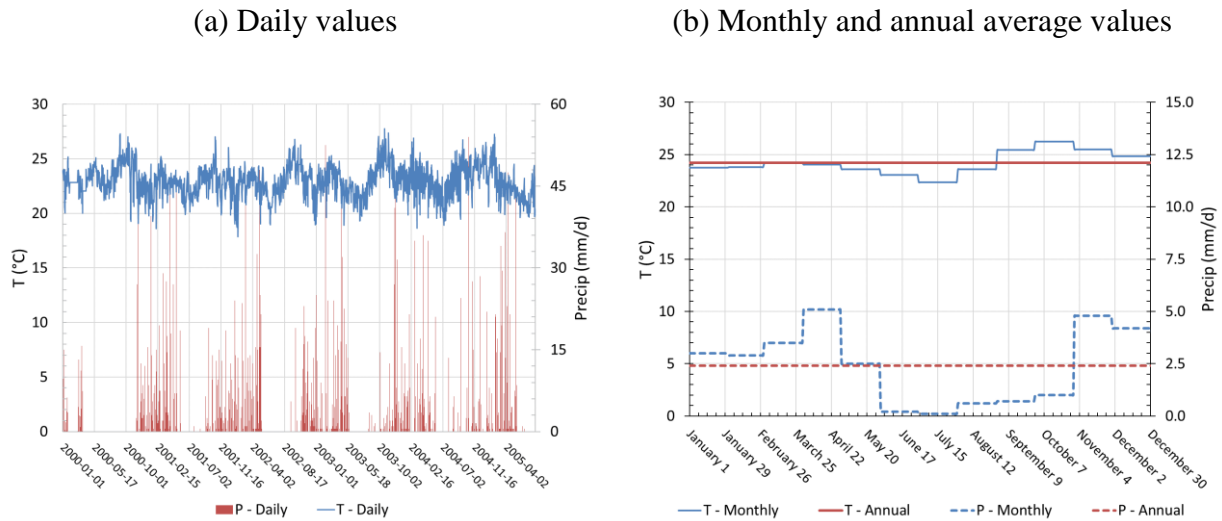 (a) Daily values
30
25
20
15
10
5
0
T (°C)
60
45
30
15
0
Precip (mm/d)
2000-01-01
2000-05-17
2000-10-01
2001-02-15
2001-07-02
2001-11-16
2002-04-02
2002-08-17
2003-01-01
2003-05-18
2003-10-02
2004-02-16
2004-07-02
2004-11-16
2005-04-02
P - Daily
T - Daily
(b) Monthly and annual average values
30
25
20
15
10
5
0
T (°C)
15.0
12.5
10.0
7.5
5.0
2.5
0.0
Precip (mm/d)
January 1
January 29
February 26
March 25
April 22
May 20
June 17
July 15
August 12
September 9
October 7
November 4
December 2
December 30
T - Monthly
T - Annual
P - Monthly
P - Annual